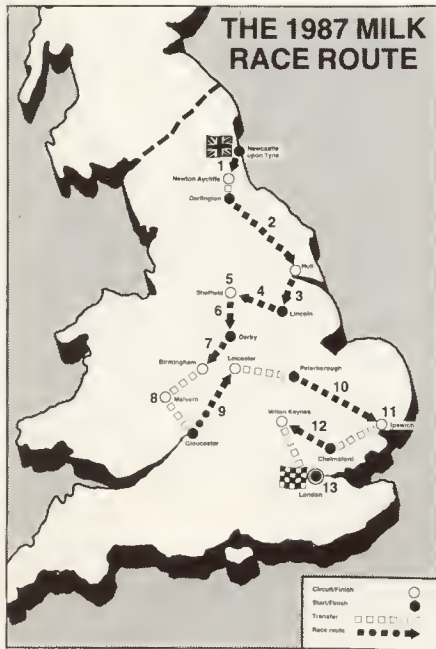 THE 1987 MILK
RACE ROUTE
Newcastle
upon Tyne
1
Newton Aycliffe
Darlington
2
Hull
5
Sheffield
4
3
Lincoln
6
Derby
7
Birmingham
Leicester
Peterborough
8
Malvern
9
10
Gloucester
Milton Keynes
12
11
Ipswich
Chelmsford
13
London
Circuit/Finish
Start/Finish
Transfer
Race route